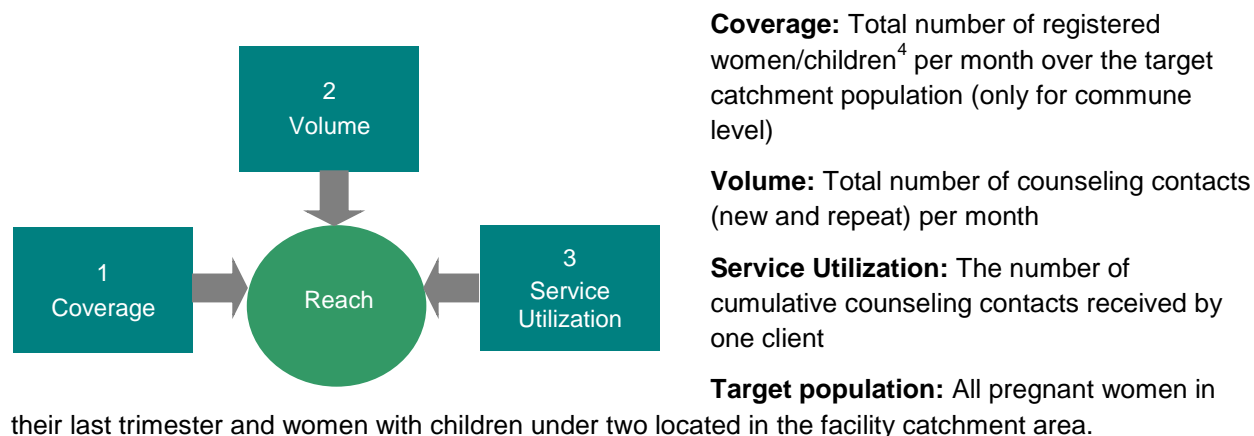 2
Volume
1
Coverage
Reach
3
Service
Utilization
Coverage: Total number of registered
women/children4 per month over the target
catchment population (only for commune
level)
Volume: Total number of counseling contacts
(new and repeat) per month
Service Utilization: The number of
cumulative counseling contacts received by
one client
Target population: All pregnant women in
their last trimester and women with children under two located in the facility catchment area.